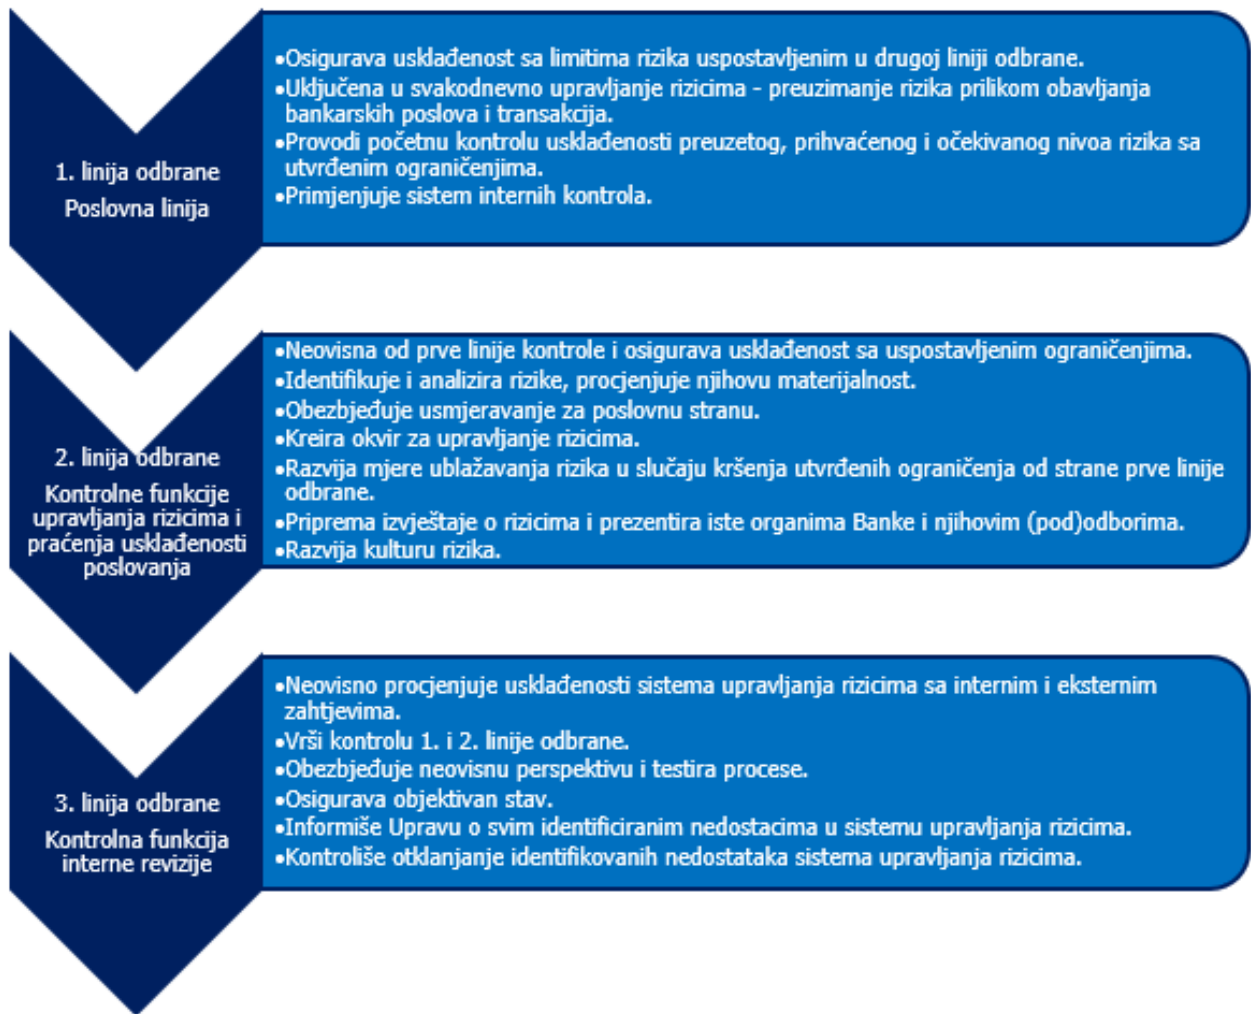 1. linija odbrane
Poslovna linija
•Osigurava usklađenost sa limitima rizika uspostavljenim u drugoj liniji odbrane.
•Uključena u svakodnevno upravljanje rizicima - preuzimanje rizika prilikom obavljanja
bankarskih poslova i transakcija.
•Provodi početnu kontrolu usklađenosti preuzetog, prihvaćenog i očekivanog nivoa rizika sa
utvrđenim ograničenjima.
•Primjenjuje sistem internih kontrola.
2. linija odbrane
Kontrolne funkcije
upravljanja rizicima i
praćenja usklađenosti
poslovanja
•Neovisna od prve linije kontrole i osigurava usklađenost sa uspostavljenim ograničenjima.
•Identifikuje i analizira rizike, procjenjuje njihovu materijalnost.
•Obezbjeđuje usmjeravanje za poslovnu stranu.
•Kreira okvir za upravljanje rizicima.
•Razvija mjere ublažavanja rizika u slučaju kršenja utvrđenih ograničenja od strane prve linije
odbrane.
•Priprema izvještaje o rizicima i prezentira iste organima Banke i njihovim (pod)odborima.
•Razvija kulturu rizika.
3. linija odbrane
Kontrolna funkcija
interne revizije
•Neovisno procjenjuje usklađenosti sistema upravljanja rizicima sa internim i eksternim
zahtjevima.
•Vrši kontrolu 1. i 2. linije odbrane.
•Obezbjeđuje neovisnu perspektivu i testira procese.
•Osigurava objektivan stav.
•Informiše Upravu o svim identificiranim nedostacima u sistemu upravljanja rizicima.
•Kontroliše otklanjanje identifikovanih nedostataka sistema upravljanja rizicima.